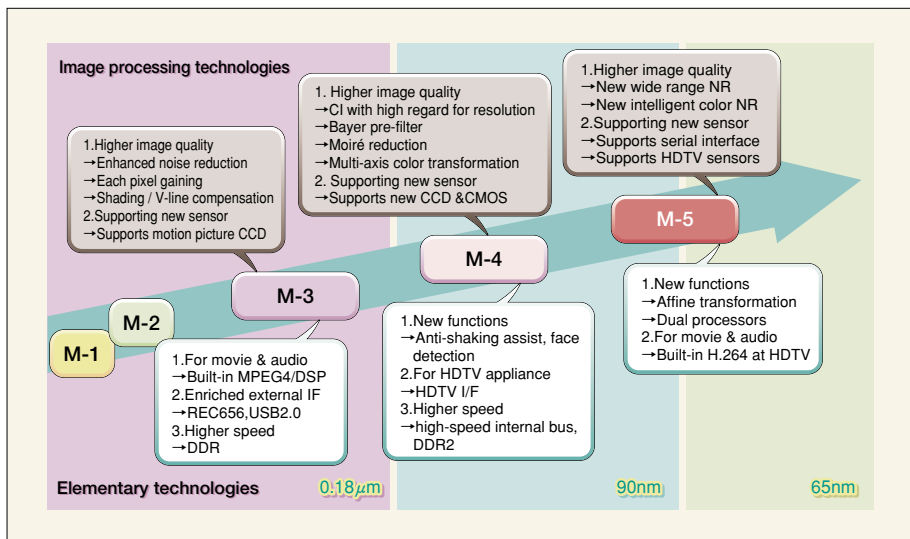 Image processing technologies
1.Higher image quality
→Enhanced noise reduction
→Each pixel gaining
→Shading / V-line compensation
2.Supporting new sensor
→Supports motion picture CCD
1. Higher image quality
→CI with high regard for resolution
→Bayer pre-filter
→Moiré reduction
→Multi-axis color transformation
2. Supporting new sensor
→Supports new CCD &CMOS
1.Higher image quality
→New wide range NR
→New intelligent color NR
2.Supporting new sensor
→Supports serial interface
→Supports HDTV sensors
M-1
M-2
M-3
M-4
M-5
1.For movie & audio
→Built-in MPEG4/DSP
2.Enriched external IF
→REC656,USB2.0
3.Higher speed
→DDR
1.New functions
→Anti-shaking assist, face
detection
2.For HDTV appliance
→HDTV I/F
3.Higher speed
→high-speed internal bus,
DDR2
1.New functions
→Affine transformation
→Dual processors
2.For movie & audio
→Built-in H.264 at HDTV
Elementary technologies
0.18μm
90nm
65nm